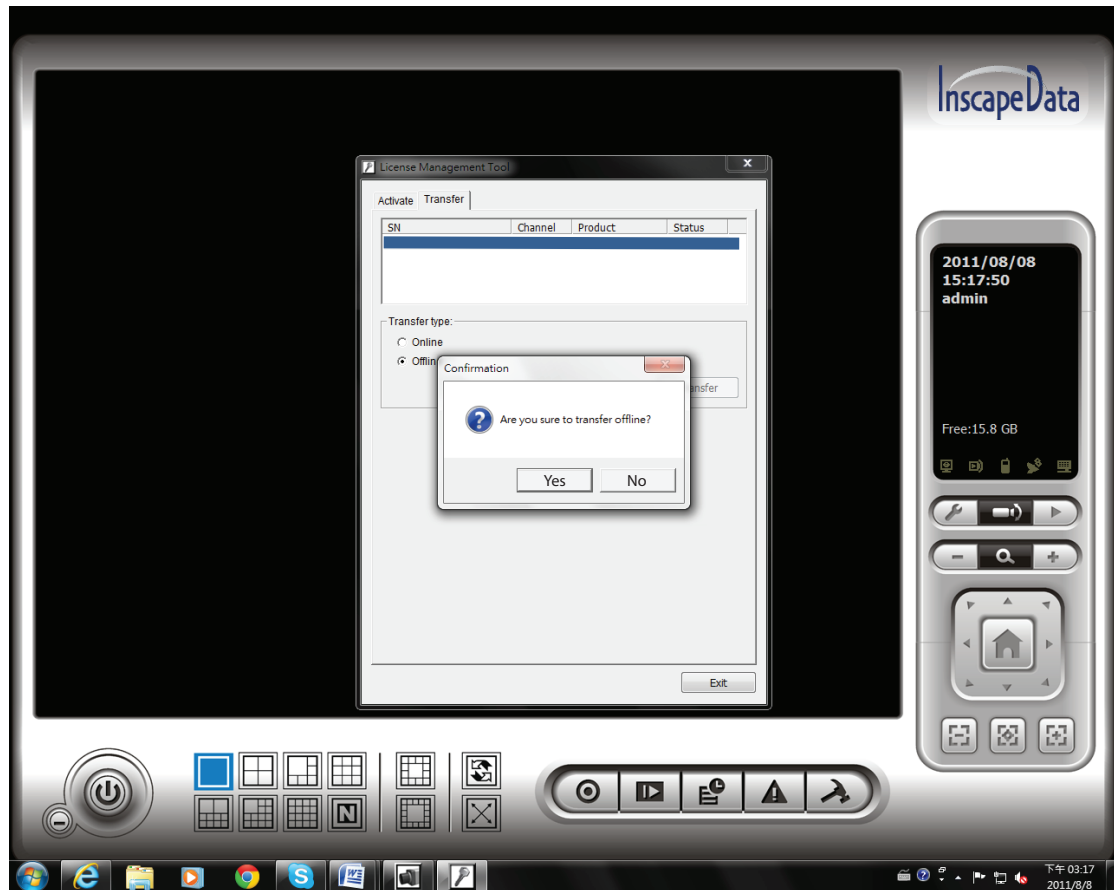 InscapeData
License Management Tool
Activate Transfer
SN Channel Product Status
Transfer type:
Online
Confirmation
Are you sure to transfer offline?
Yes No
Exit
2011/08/08
15:17:50
admin
Free:15.8 GB
N
下午 03:17
2011/8/8